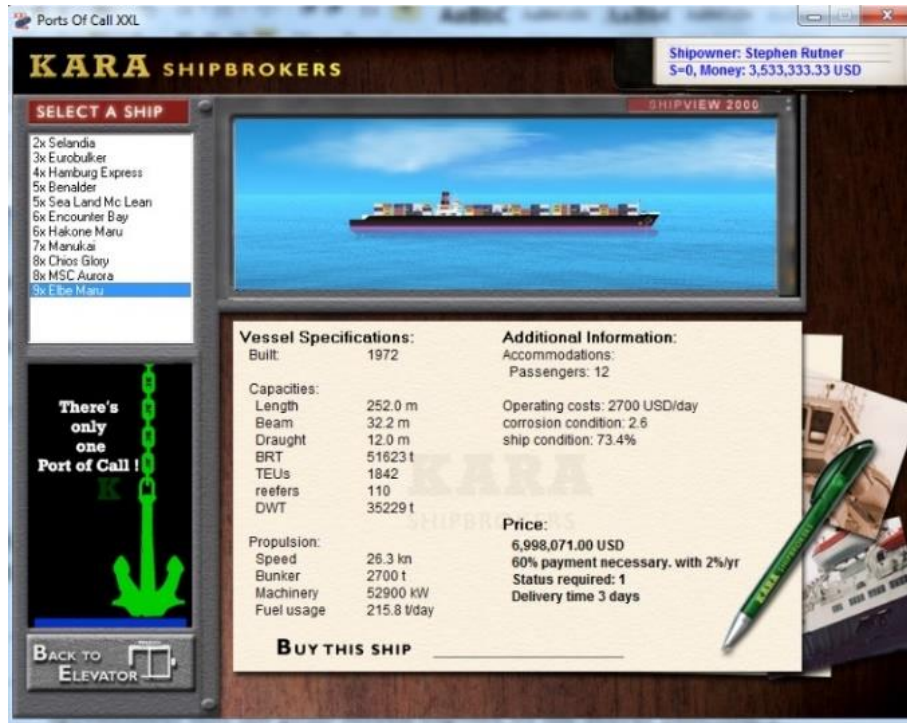 Ports Of Call XXL
KARA SHIPBROKERS
Shipowner: Stephen Rutner
S=0, Money: 3,533,333.33 USD
SELECT A SHIP
2x Selandia
3x Eurobulker
4x Hamburg Express
5x Benalder
5x Sea Land Mc Lean
6x Encounter Bay
6x Hakone Maru
7x Manukai
8x Chios Glory
8x MSC Aurora
9x Elbe Maru
SHIPVIEW 2000
There's
only
one
Port of Call !
K
BACK TO
ELEVATOR
Vessel Specifications:
Built: 1972
Capacities:
Length 252.0 m
Beam 32.2 m
Draught 12.0 m
BRT 51623 t
TEUs 1842
reefers 110
DWT 35229 t
Propulsion:
Speed 26.3 kn
Bunker 2700 t
Machinery 52900 kW
Fuel usage 215.8 t/day
Additional Information:
Accommodations:
Passengers: 12
Operating costs: 2700 USD/day
corrosion condition: 2.6
ship condition: 73.4%
KARA
SHIPBROKERS
Price:
6,998,071.00 USD
60% payment necessary. with 2%/yr
Status required: 1
Delivery time 3 days
BUY THIS SHIP
KARA SHIPBROKERS